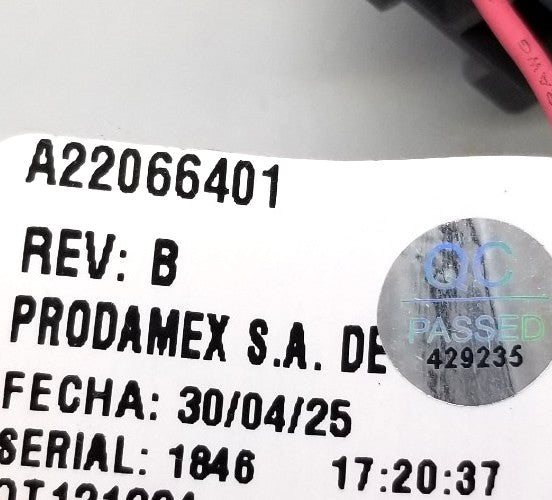 A22066401
REV: B
PRODAMEX S.A. DE
QC
PASSED
429235
FECHA: 30/04/25
SERIAL: 1846 17:20:37